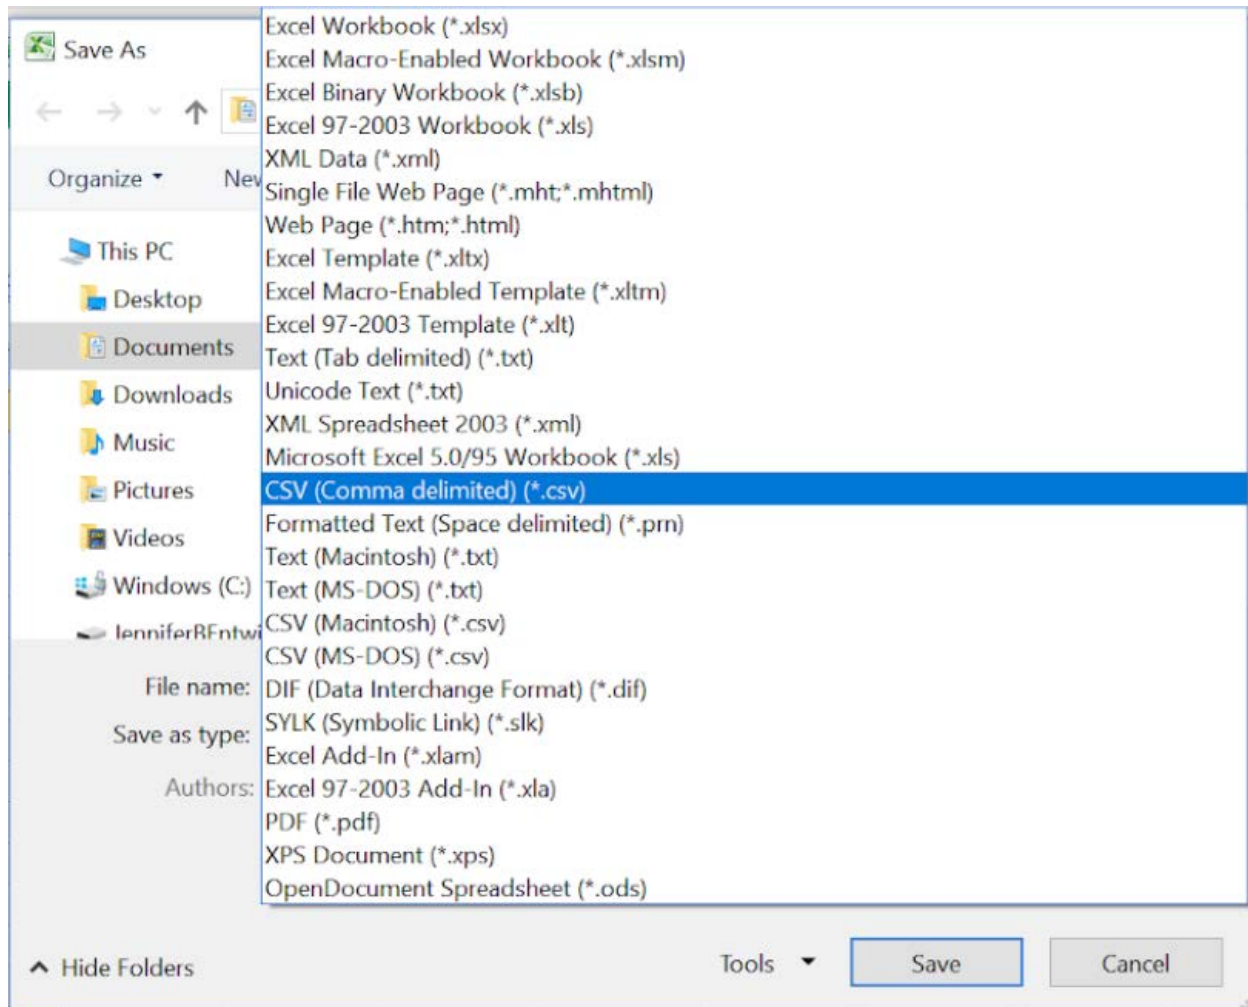 Save As
Organize
New
This PC
Desktop
Documents
Downloads
Music
Pictures
Videos
Windows (C:)
Excel Workbook (*.xlsx)
Excel Macro-Enabled Workbook (*.xlsm)
Excel Binary Workbook (*.xlsb)
Excel 97-2003 Workbook (*.xls)
XML Data (*.xml)
Single File Web Page (*.mht;*.mhtml)
Web Page (*.htm;*.html)
Excel Template (*.xltx)
Excel Macro-Enabled Template (*.xltm)
Excel 97-2003 Template (*.xlt)
Text (Tab delimited) (*.txt)
Unicode Text (*.txt)
XML Spreadsheet 2003 (*.xml)
Microsoft Excel 5.0/95 Workbook (*.xls)
CSV (Comma delimited) (*.csv)
Formatted Text (Space delimited) (*.prn)
Text (Macintosh) (*.txt)
Text (MS-DOS) (*.txt)
CSV (Macintosh) (*.csv)
CSV (MS-DOS) (*.csv)
DIF (Data Interchange Format) (*.dif)
SYLK (Symbolic Link) (*.slk)
Excel Add-In (*.xlam)
Excel 97-2003 Add-In (*.xla)
PDF (*.pdf)
XPS Document (*.xps)
OpenDocument Spreadsheet (*.ods)
File name:
Save as type:
Authors:
Hide Folders
Tools
Save
Cancel